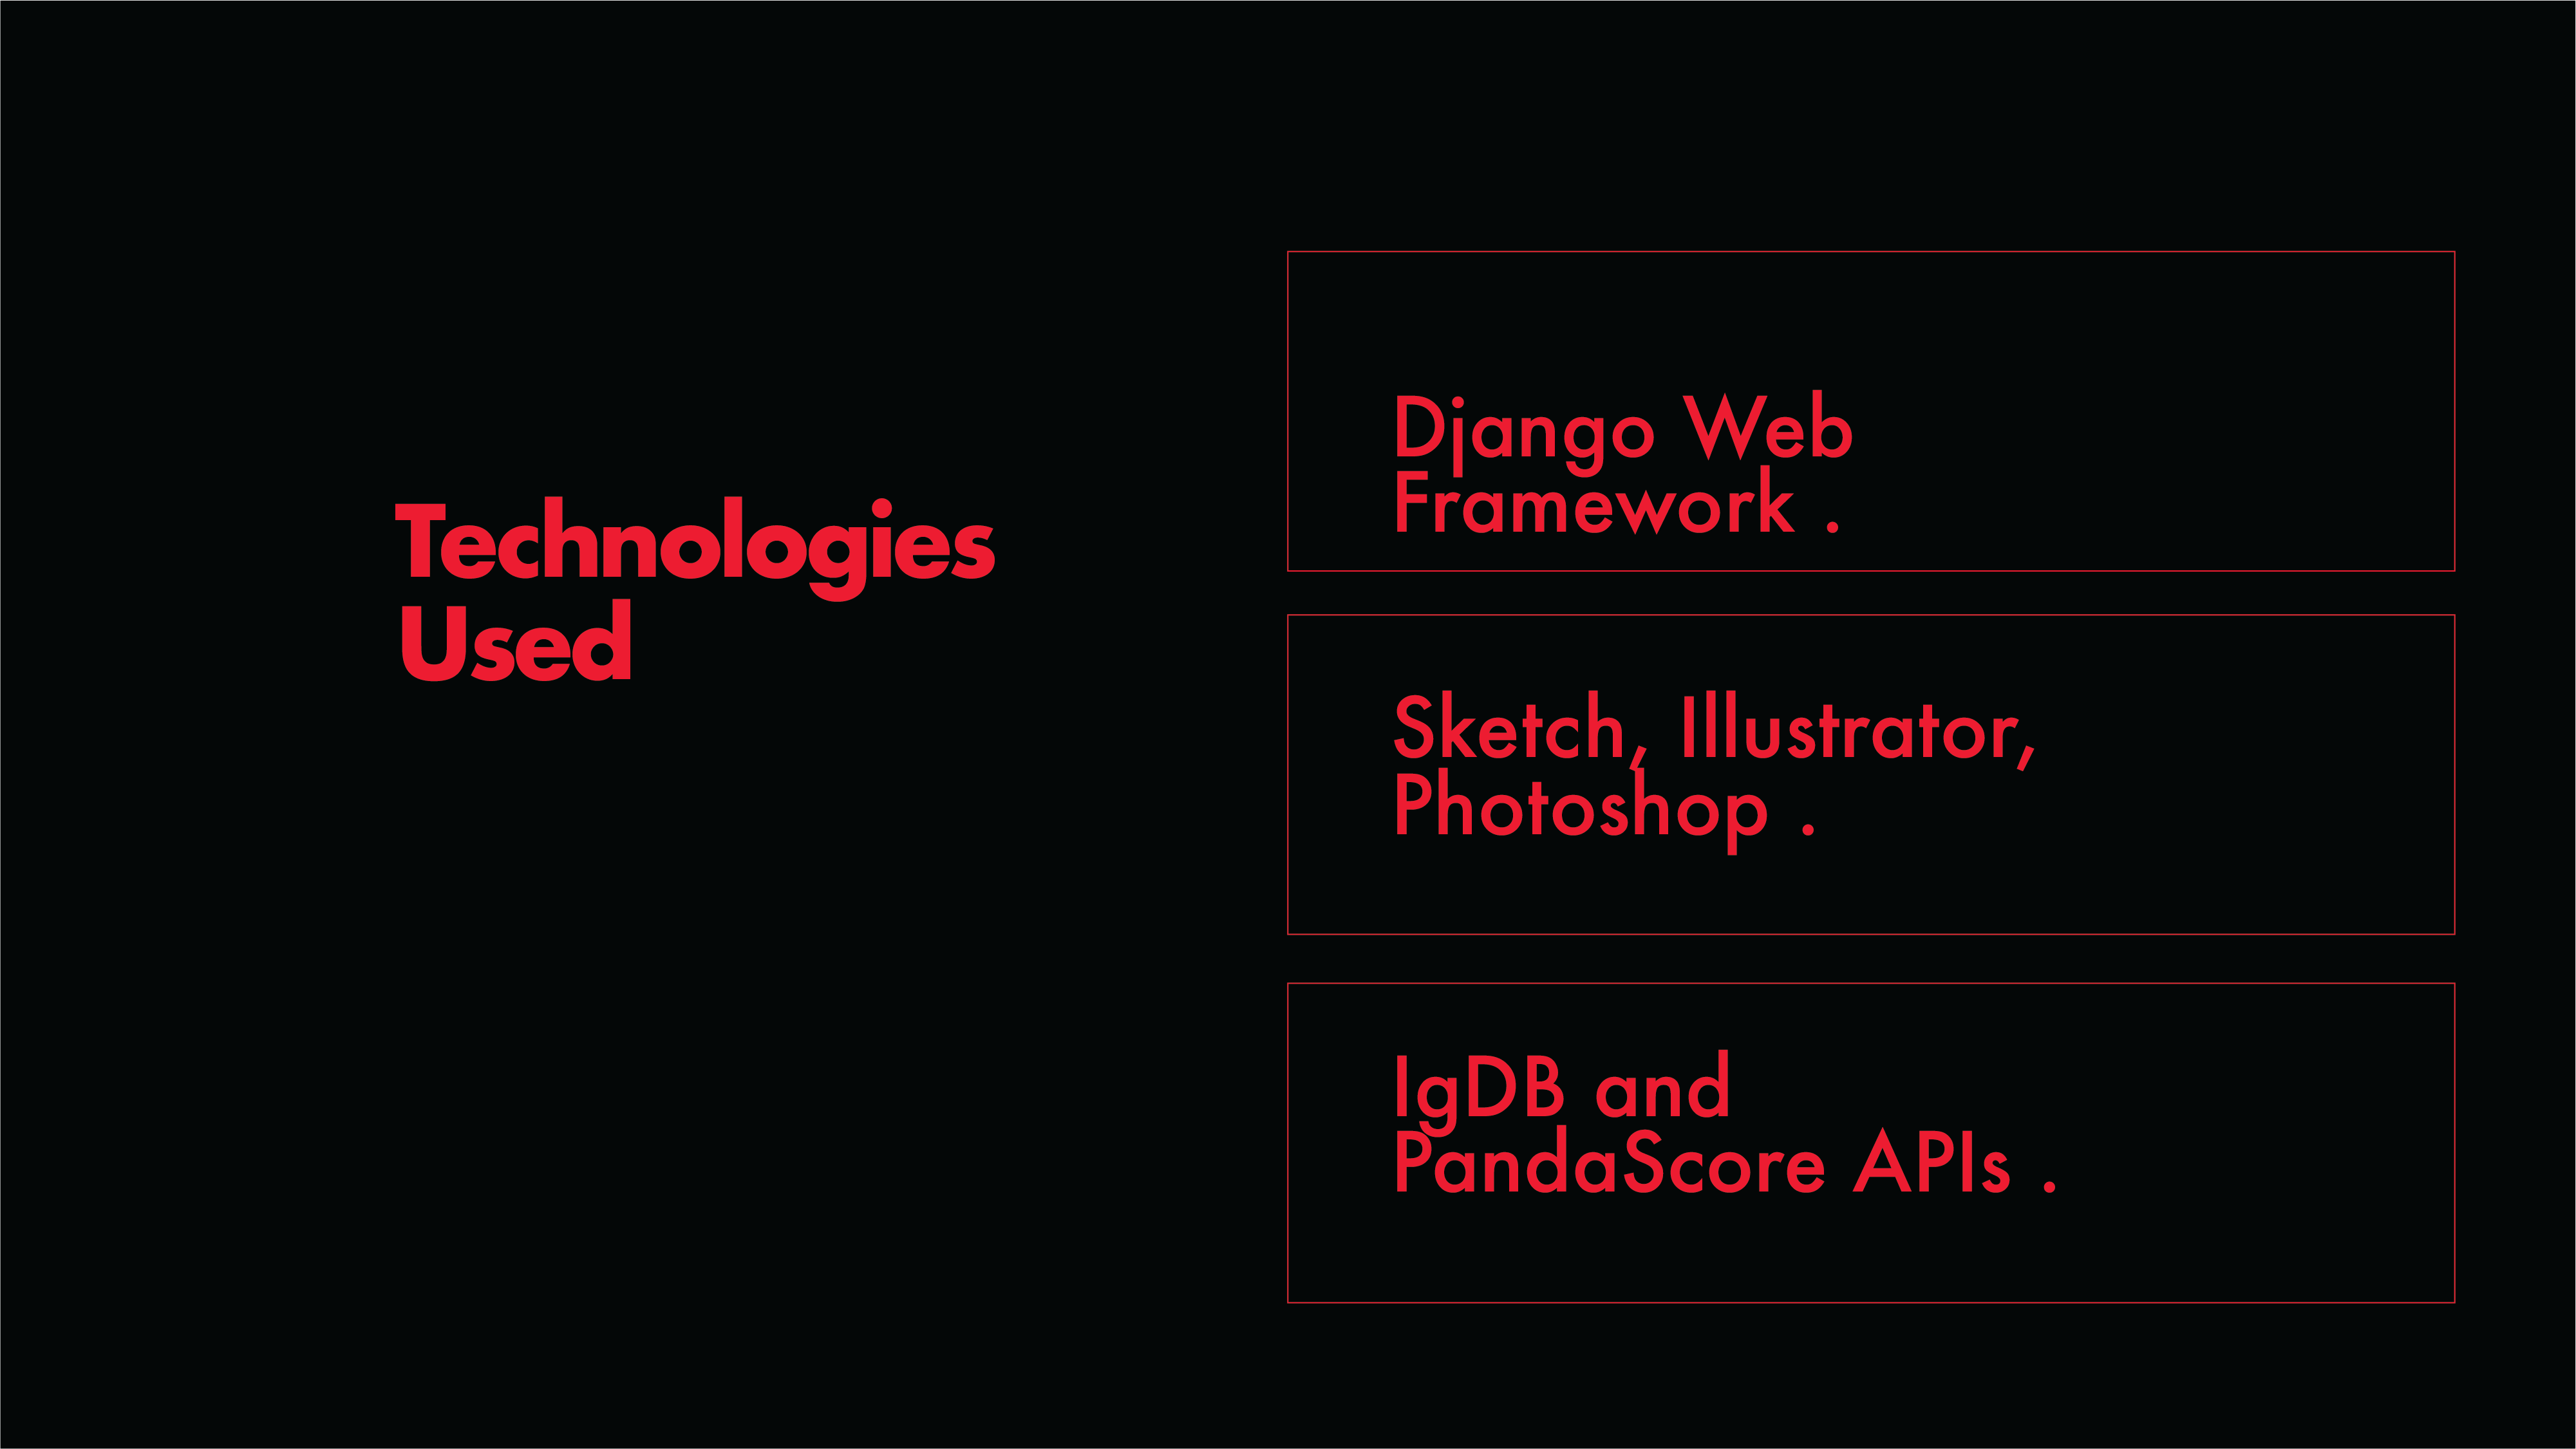 Technologies
Used
Django Web
Framework .
Sketch, Illustrator,
Photoshop .
IgDB and
PandaScore APIs .